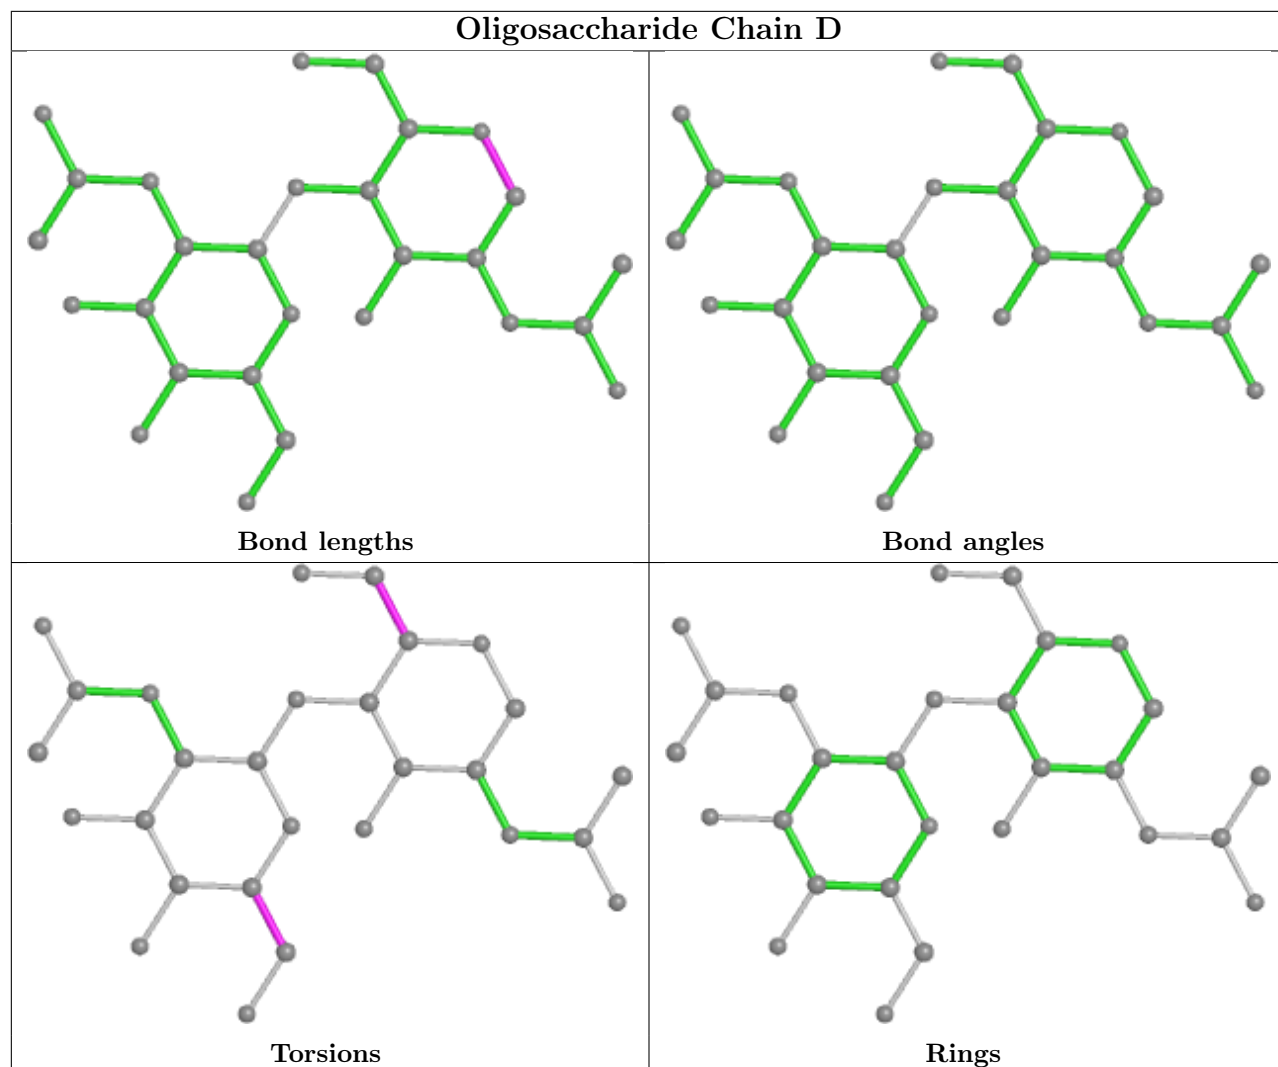 Oligosaccharide Chain D
Bond lengths
Bond angles
Torsions
Rings